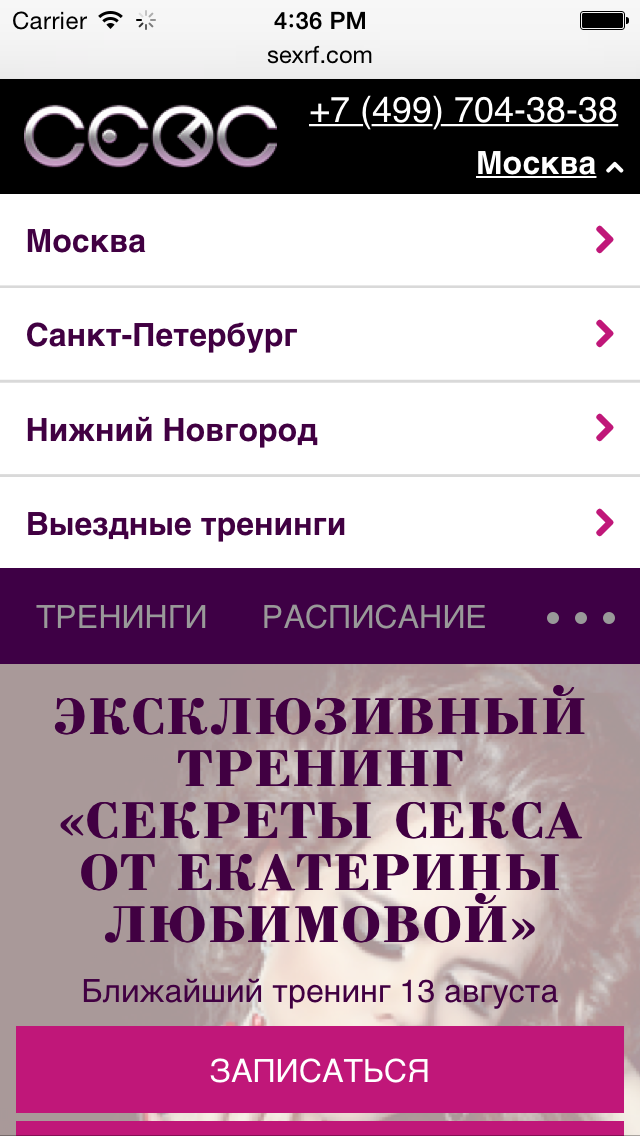 Carrier 4:36 PM
sexrf.com
+7 (499) 704-38-38
Москва
Москва
Санкт-Петербург
Нижний Новгород
Выездные тренинги
ТРЕНИНГИ РАСПИСАНИЕ
ЭКСКЛЮЗИВНЫЙ
ТРЕНИНГ
«СЕКРЕТЫ СЕКСА
ОТ ЕКАТЕРИНЫ
ЛЮБИМОВОЙ»
Ближайший тренинг 13 августа
ЗАПИСАТЬСЯ